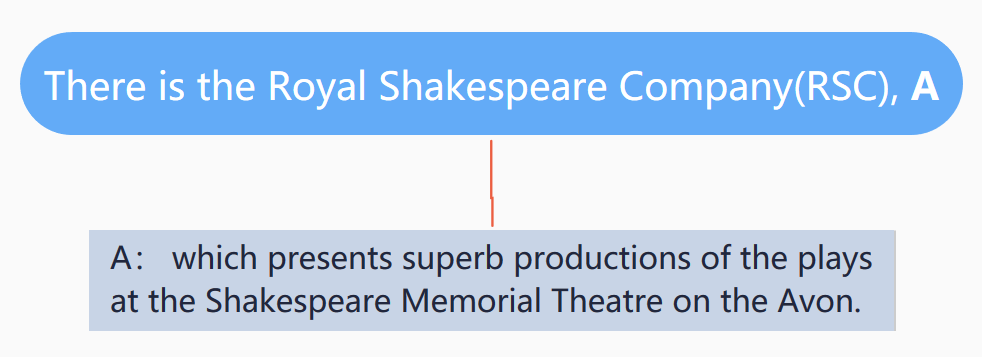 There is the Royal Shakespeare Company(RSC), A
A： which presents superb productions of the plays
at the Shakespeare Memorial Theatre on the Avon.